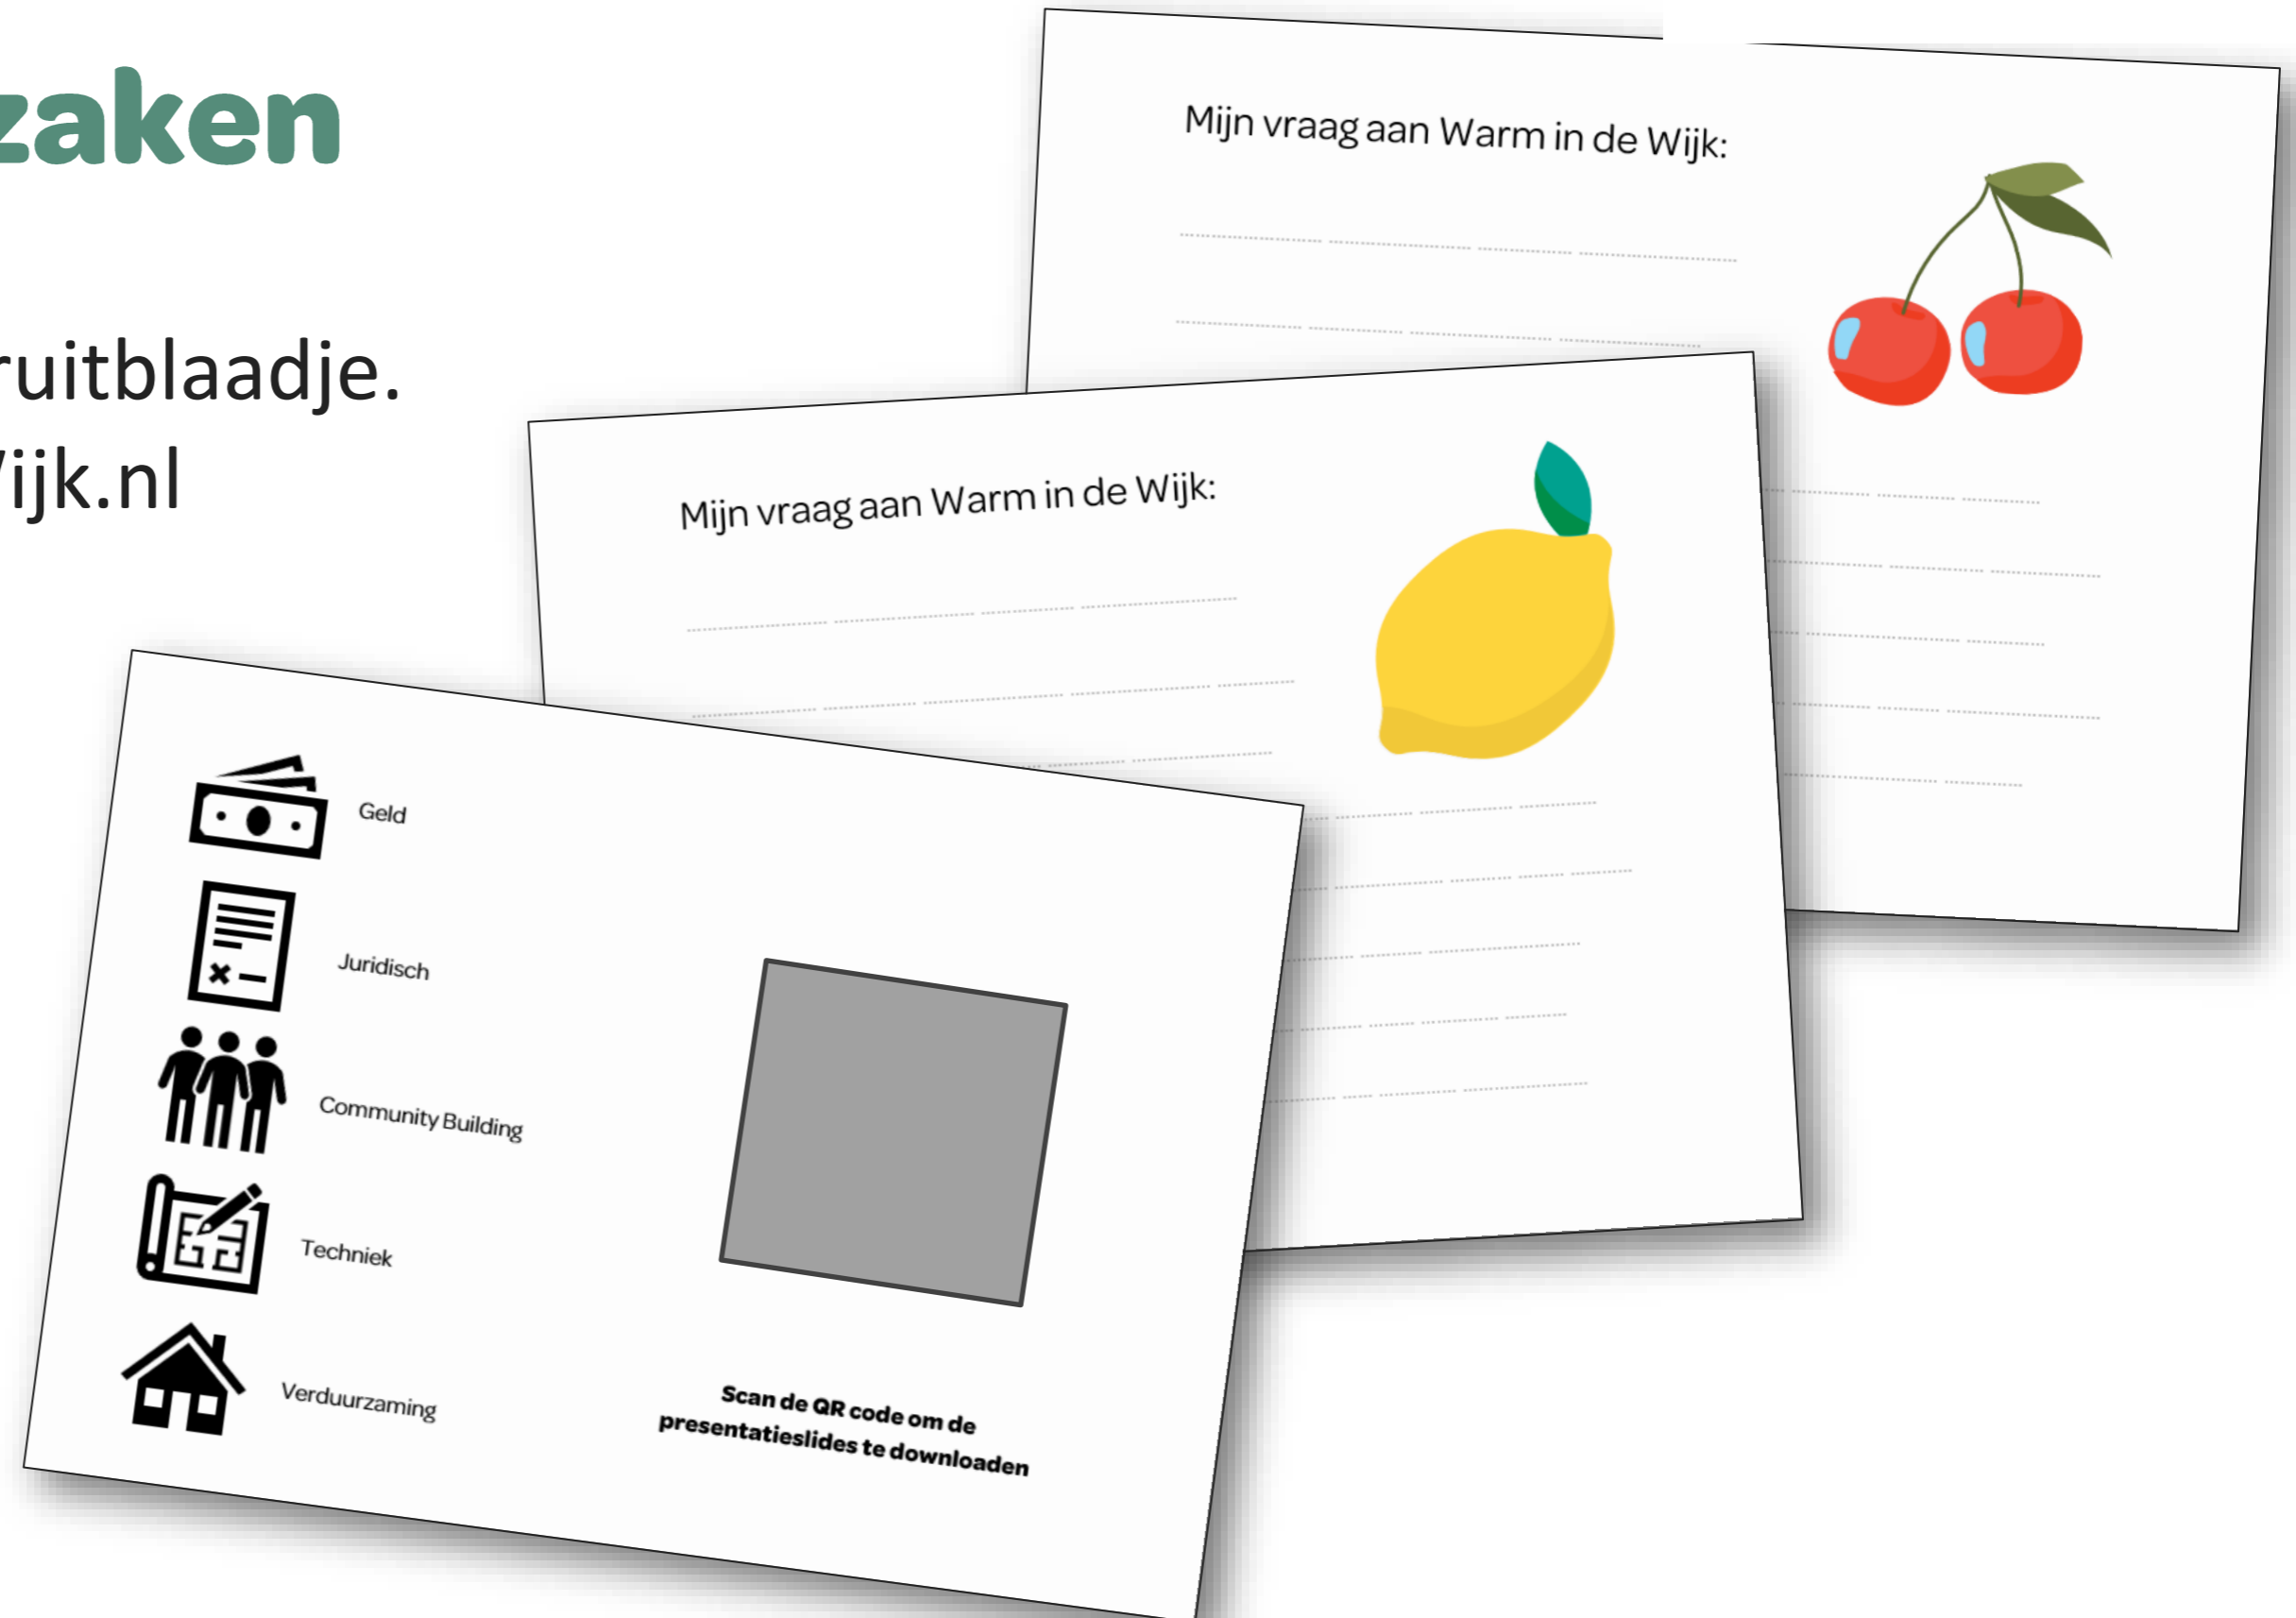 zaken
ruitblaadje.
Wijk.nl
Mijn vraag aan Warm in de Wijk:
Mijn vraag aan Warm in de Wijk:
Geld
Juridisch
Community Building
Techniek
Verduurzaming
Scan de QR code om de
presentatieslides te downloaden